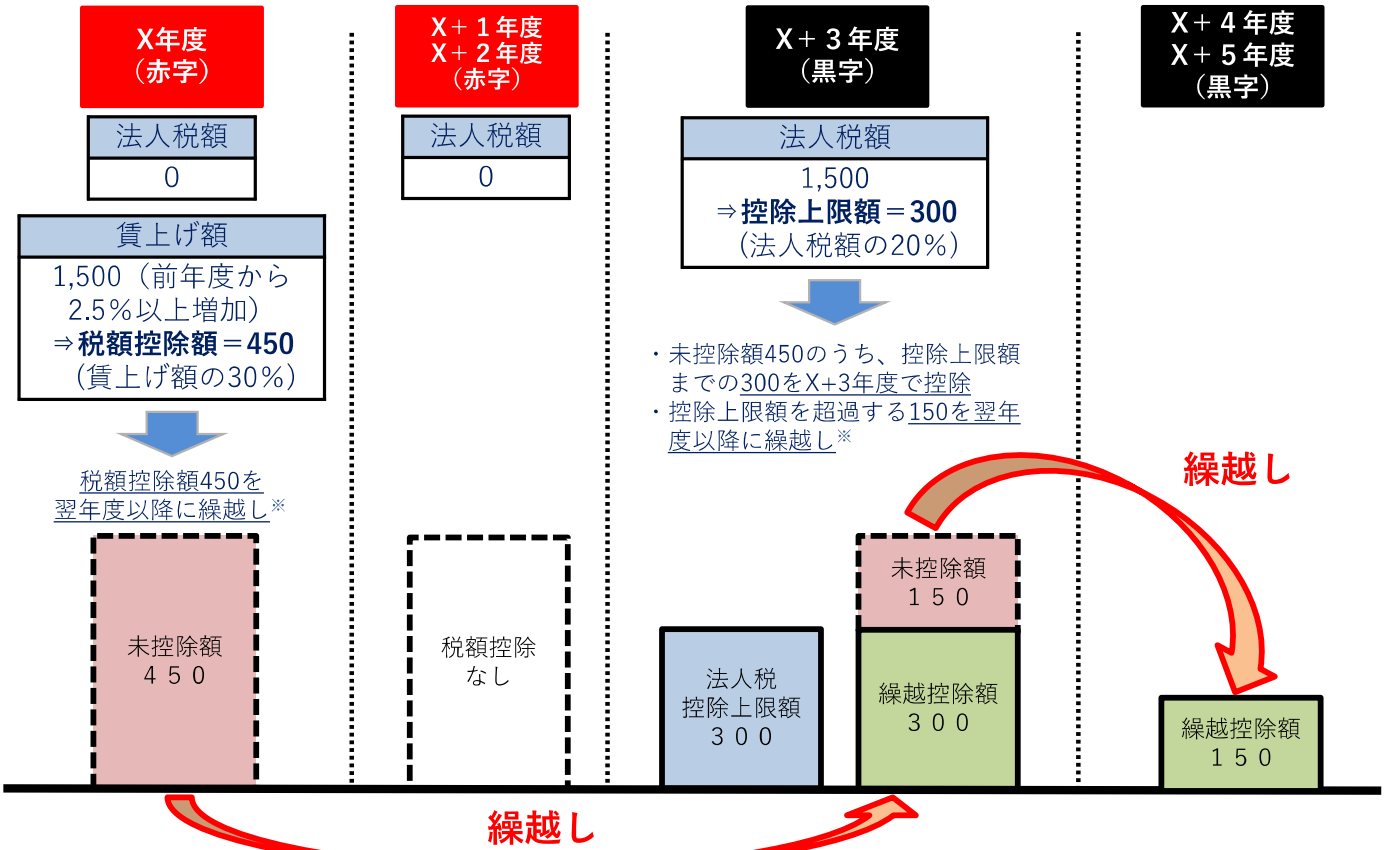 X年度
（赤字）
法人税額
0
賃上げ額
1,500（前年度から
2.5％以上増加）
⇒税額控除額＝450
（賃上げ額の30％）
税額控除額450を
翌年度以降に繰越し※
未控除額
４５０
X＋１年度
X＋２年度
（赤字）
法人税額
0
税額控除
なし
X＋３年度
（黒字）
法人税額
1,500
⇒控除上限額＝300
（法人税額の20％）
・未控除額450のうち、控除上限額
までの300をX+3年度で控除
・控除上限額を超過する150を翌年
度以降に繰越し※
法人税
控除上限額
３００
未控除額
１５０
繰越控除額
３００
X＋４年度
X＋５年度
（黒字）
繰越し
繰越控除額
１５０
繰越し